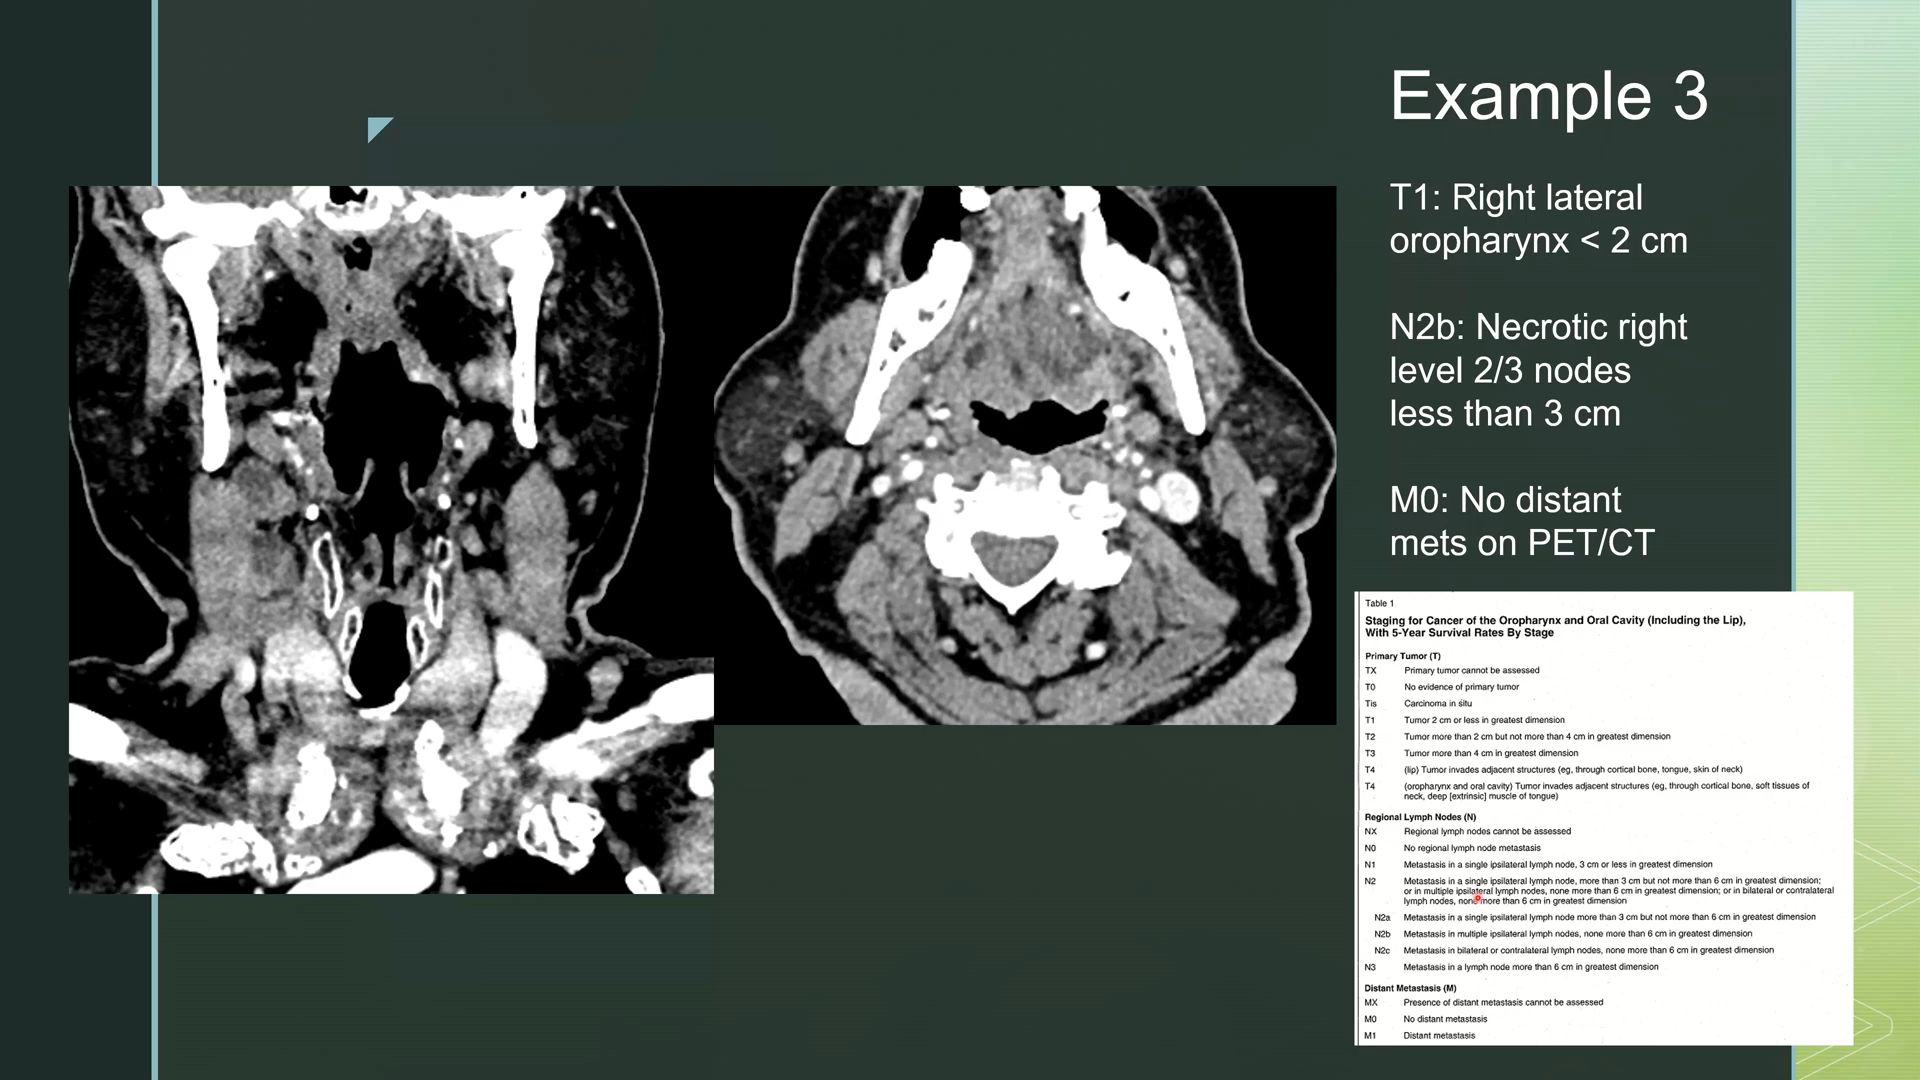 Example 3
T1: Right lateral
oropharynx < 2 cm
N2b: Necrotic right
level 2/3 nodes
less than 3 cm
M0: No distant
mets on PET/CT
Table 1
Staging for Cancer of the Oropharynx and Oral Cavity (Including the Lip),
With 5-Year Survival Rates By Stage
Primary Tumor (T)
TX Primary tumor cannot be assessed
T0 No evidence of primary tumor
Tis Carcinoma in situ
T1 Tumor 2 cm or less in greatest dimension
T2 Tumor more than 2 cm but not more than 4 cm in greatest dimension
T3 Tumor more than 4 cm in greatest dimension
T4 (lip) Tumor invades adjacent structures (eg, through cortical bone, tongue, skin of neck)
T4 (oropharynx and oral cavity) Tumor invades adjacent structures (eg, through cortical bone, soft tissues of
neck, deep [extrinsic] muscle of tongue)
Regional Lymph Nodes (N)
NX Regional lymph nodes cannot be assessed
N0 No regional lymph node metastasis
N1 Metastasis in a single ipsilateral lymph node, 3 cm or less in greatest dimension
N2 Metastasis in a single ipsilateral lymph node, more than 3 cm but not more than 6 cm in greatest dimension;
or in multiple ipsilateral lymph nodes, none more than 6 cm in greatest dimension; or in bilateral or contralateral
lymph nodes, none more than 6 cm in greatest dimension
N2a Metastasis in a single ipsilateral lymph node more than 3 cm but not more than 6 cm in greatest dimension
N2b Metastasis in multiple ipsilateral lymph nodes, none more than 6 cm in greatest dimension
N2c Metastasis in bilateral or contralateral lymph nodes, none more than 6 cm in greatest dimension
N3 Metastasis in a lymph node more than 6 cm in greatest dimension
Distant Metastasis (M)
MX Presence of distant metastasis cannot be assessed
M0 No distant metastasis
M1 Distant metastasis